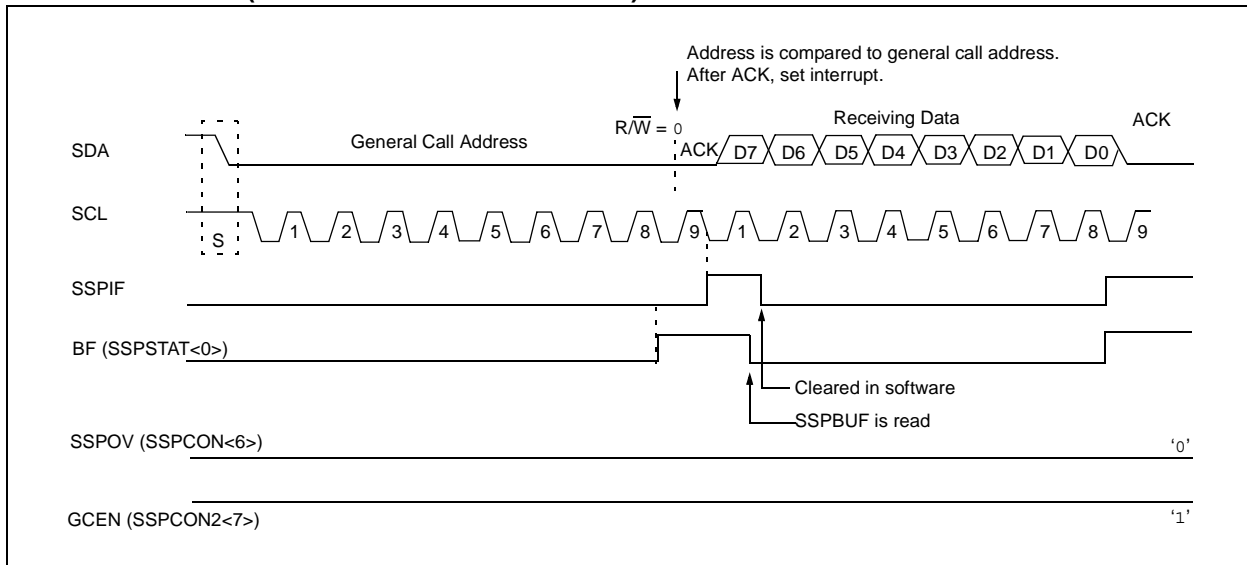 Address is compared to general call address.
After ACK, set interrupt.
R/W = 0
General Call Address
Receiving Data
ACK
SDA
ACK D7 D6 D5 D4 D3 D2 D1 D0
SCL
S 1 2 3 4 5 6 7 8 9 1 2 3 4 5 6 7 8 9
SSPIF
BF (SSPSTAT<0>)
Cleared in software
SSPBUF is read
SSPOV (SSPCON<6>)
‘0’
GCEN (SSPCON2<7>)
‘1’